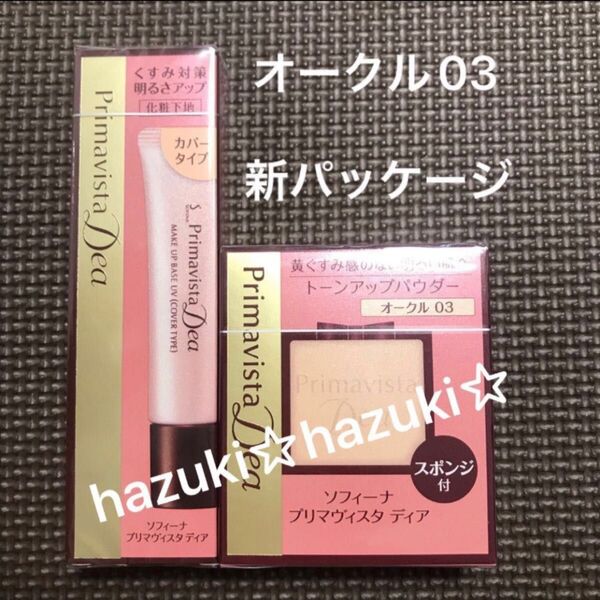 オークル03
新パッケージ
Primavista
Dea
くすみ対策
明るさアップ
化粧下地
カバー
タイプ
Primavista Dea
MAKE UP BASE UV (COVER TYPE)
ソフィーナ
プリマヴィスタ ディア
Primavista
Dea
黄ぐすみ感のない
トーンアップパウダー
オークル 03
Primavista
Dea
スポンジ
付
ソフィーナ
プリマヴィスタ ディア
hazuki☆hazuki☆